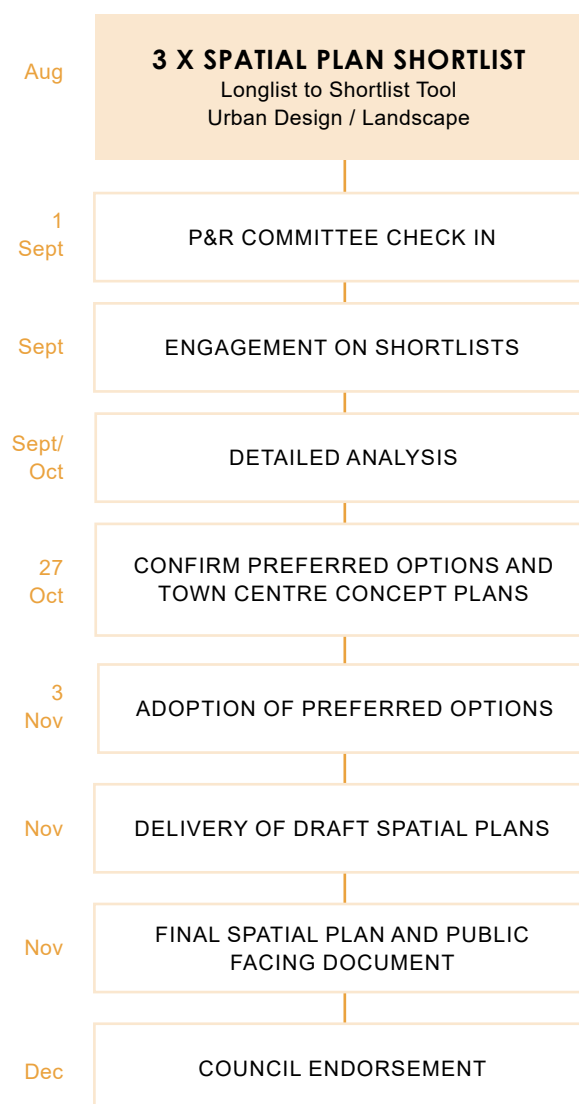 Aug
3 X SPATIAL PLAN SHORTLIST
Longlist to Shortlist Tool
Urban Design / Landscape
1
Sept
P&R COMMITTEE CHECK IN
Sept
ENGAGEMENT ON SHORTLISTS
Sept/
Oct
DETAILED ANALYSIS
27
Oct
CONFIRM PREFERRED OPTIONS AND
TOWN CENTRE CONCEPT PLANS
3
Nov
ADOPTION OF PREFERRED OPTIONS
Nov
DELIVERY OF DRAFT SPATIAL PLANS
Nov
FINAL SPATIAL PLAN AND PUBLIC
FACING DOCUMENT
Dec
COUNCIL ENDORSEMENT